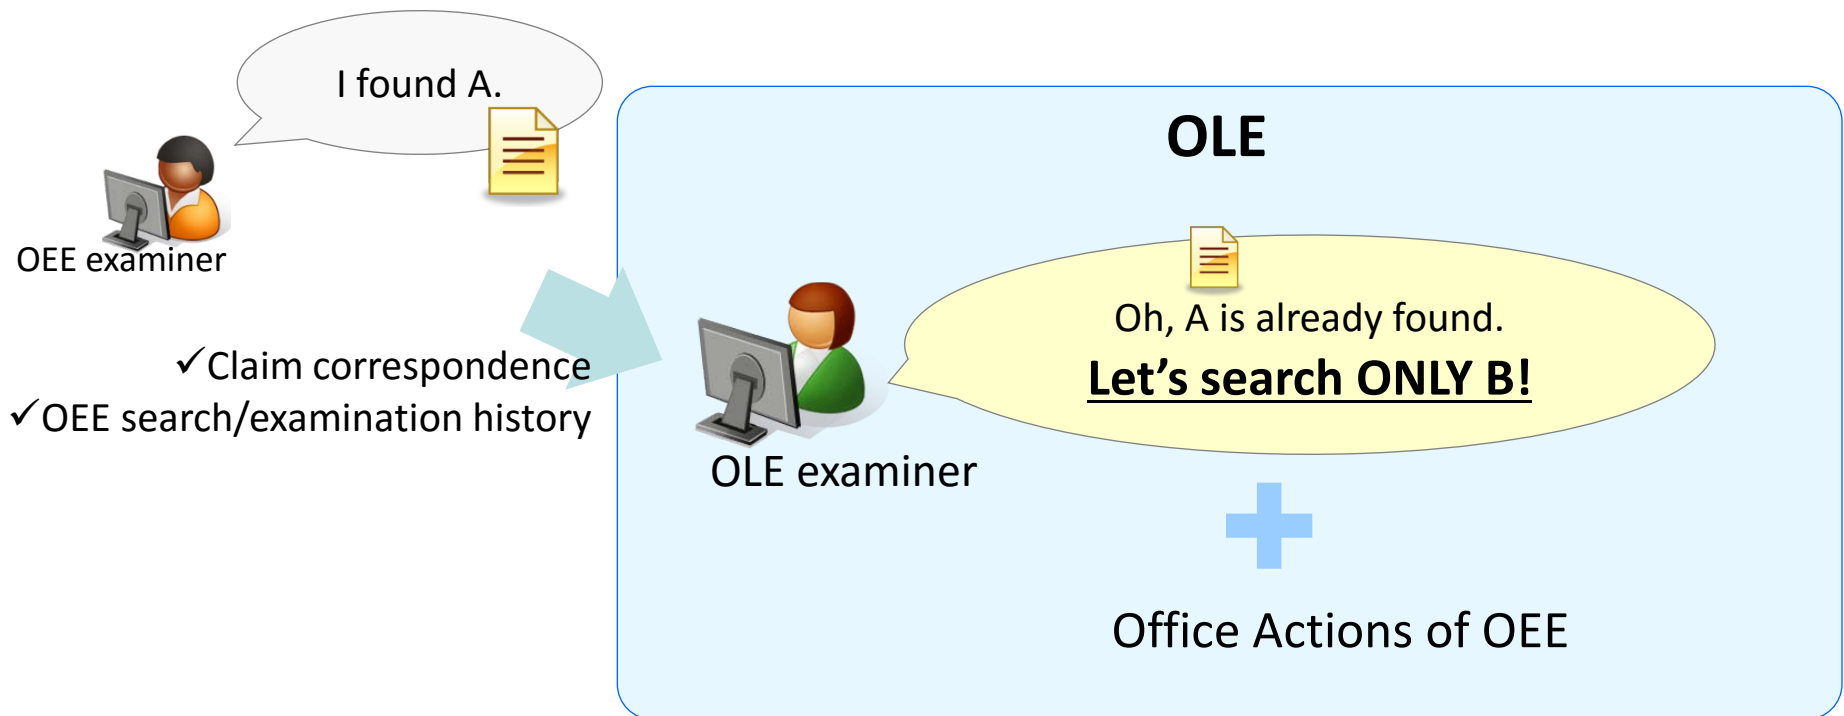 I found A.
OEE examiner
✓Claim correspondence
✓OEE search/examination history
OLE
Oh, A is already found.
Let's search ONLY B!
OLE examiner
Office Actions of OEE